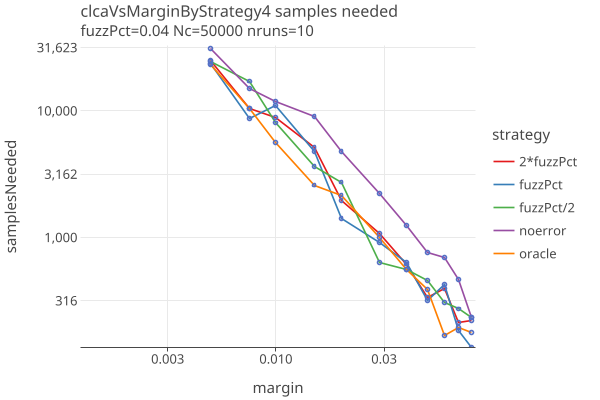 clcaVsMarginByStrategy4 samples needed
fuzzPct=0.04 Nc=50000 nruns=10
31,623
10,000
3,162
1,000
316
samplesNeeded
0.003
0.010
0.03
margin
strategy
2*fuzzPct
fuzzPct
fuzzPct/2
noerror
oracle